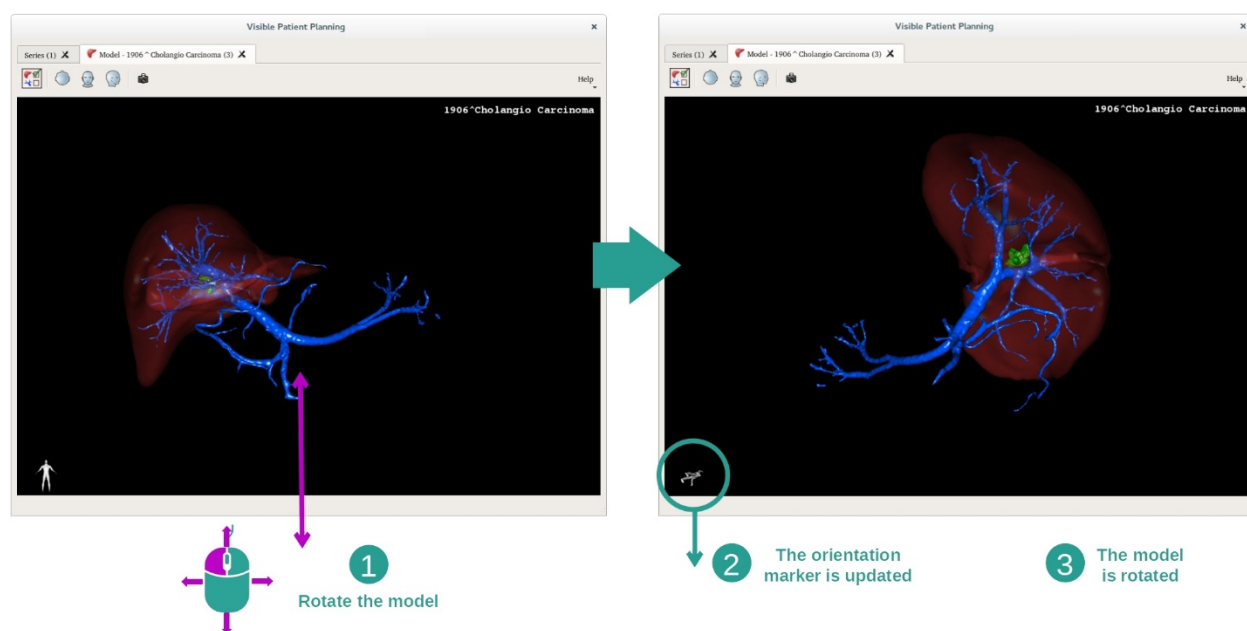 Visible Patient Planning
×
Series (1) ✗
Model - 1906 ^ Cholangio Carcinoma (3) ✗
Help
1906^Cholangio Carcinoma
Visible Patient Planning
×
Series (1) ✗
Model - 1906 ^ Cholangio Carcinoma (3) ✗
Help
1906^Cholangio Carcinoma
1
Rotate the model
2
The orientation
marker is updated
3
The model
is rotated